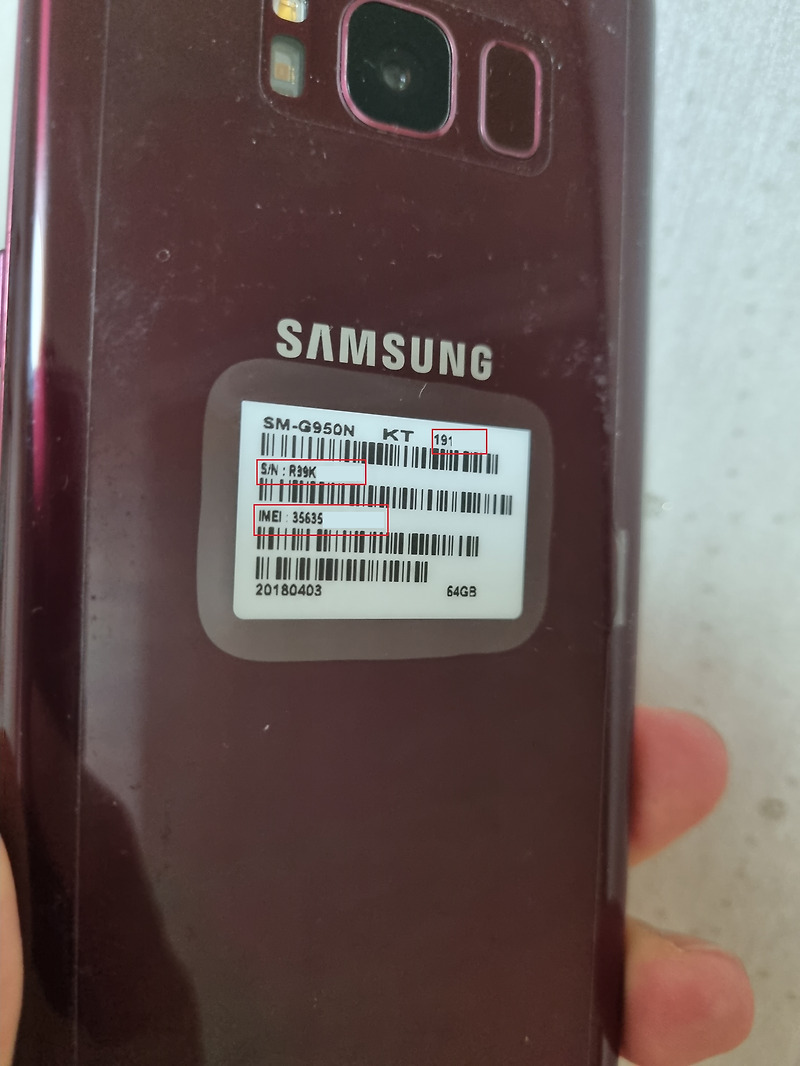 SAMSUNG
SM-G950N KT 191
S/N : R39K
IMEI : 35635
20180403 64GB